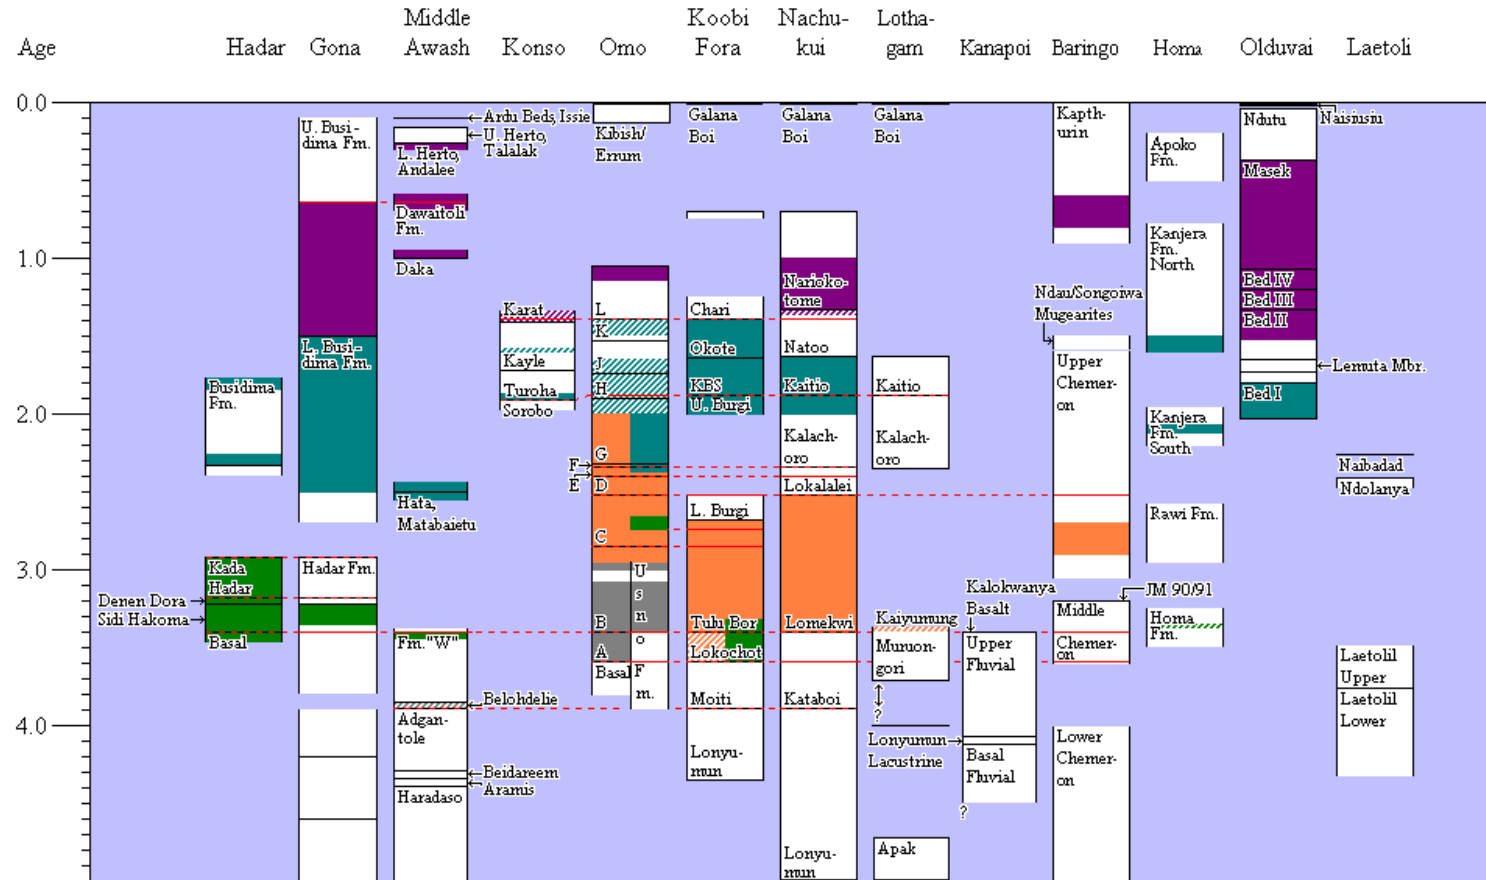 Age
Hadar
Gona
Middle
Awash
Konso
Omo
Koobi
Fora
Nachu-
kui
Lotha-
gam
Kanapoi
Baringo
Homa
Olduvai
Laetoli
0.0
1.0
2.0
3.0
4.0
Busidima
Fm.
Kada
Hadar
Denen Dora
Sidi Hakoma
Basal
U. Busi-
dima Fm.
L. Busi-
dima Fm.
Hadar Fm.
Ardu Beds, Issie
U. Herto,
Talalak
L. Herto,
Andalee
Dawaitoli
Fm.
Daka
Hata,
Matabaietu
Fm. "W"
Belohdelie
Adgan-
tole
Beidareem
Aramis
Haradaso
Karat
Kayle
Turoha
Sorobo
Kibish/
Errum
L
K
J
H
G
F
E
D
C
B
A
Basal
U
s
n
o
F
m.
Galana
Boi
Chari
Okote
KBS
U. Burgi
L. Burgi
Tulu Bor
Lokochot
Moiti
Lonyu-
mun
Galana
Boi
Narioko-
tome
Natoo
Kaitio
Kalach-
oro
Lokalalei
Lomekwi
Kataboi
Lonyu-
mun
Galana
Boi
Kaitio
Kalach-
oro
Kaiyumung
Muruon-
gori
?
Lonyumun
Lacustrine
Apak
Kalokwanya
Basalt
Upper
Fluvial
Basal
Fluvial
?
Kapth-
urin
Ndau/Songoiwa
Mugearites
Upper
Chemer-
on
JM 90/91
Middle
Chemer-
on
Lower
Chemer-
on
Apoko
Fm.
Kanjera
Fm.
North
Kanjera
Fm.
South
Rawi Fm.
Homa
Fm.
Naisiusiu
Ndutu
Masek
Bed IV
Bed III
Bed II
Lemuta Mbr.
Bed I
Naibadad
Ndolanya
Laetolil
Upper
Laetolil
Lower